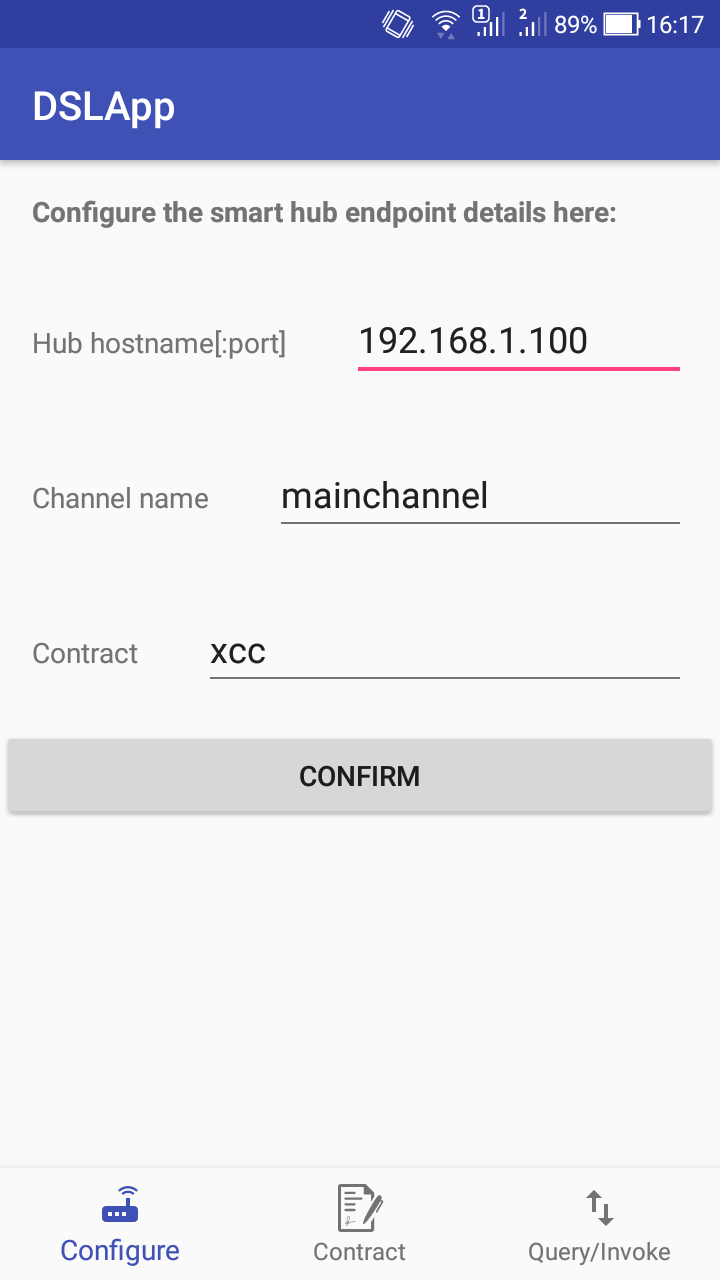 1 2 89% 16:17
DSLApp
Configure the smart hub endpoint details here:
Hub hostname[:port] 192.168.1.100
Channel name mainchannel
Contract xcc
CONFIRM
Configure Contract Query/Invoke